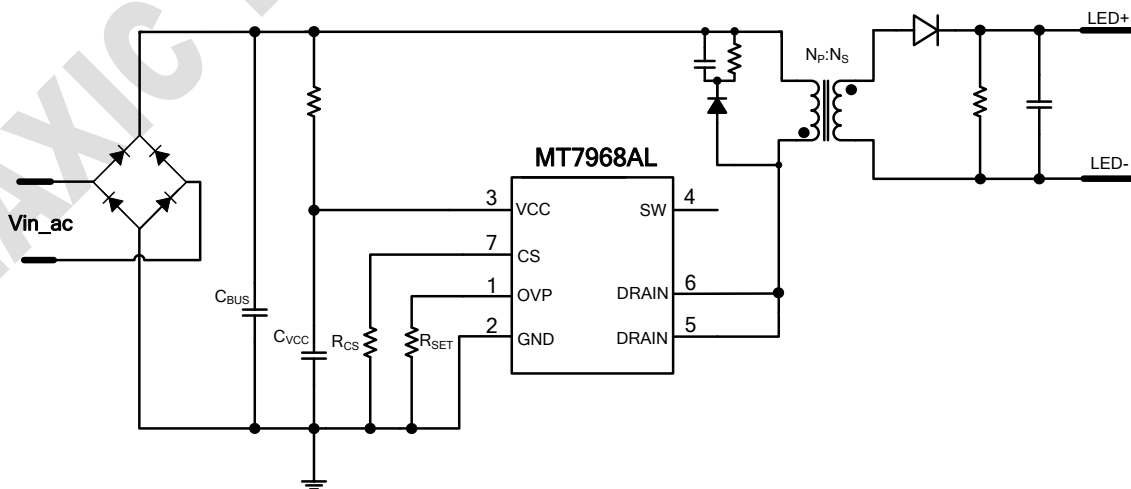 LED+
NP:NS
MT7968AL
LED-
3 VCC
SW 4
Vin_ac
7 CS
CBUS
1 OVP
DRAIN 6
CVCC
RCS
RSET
2 GND
DRAIN 5